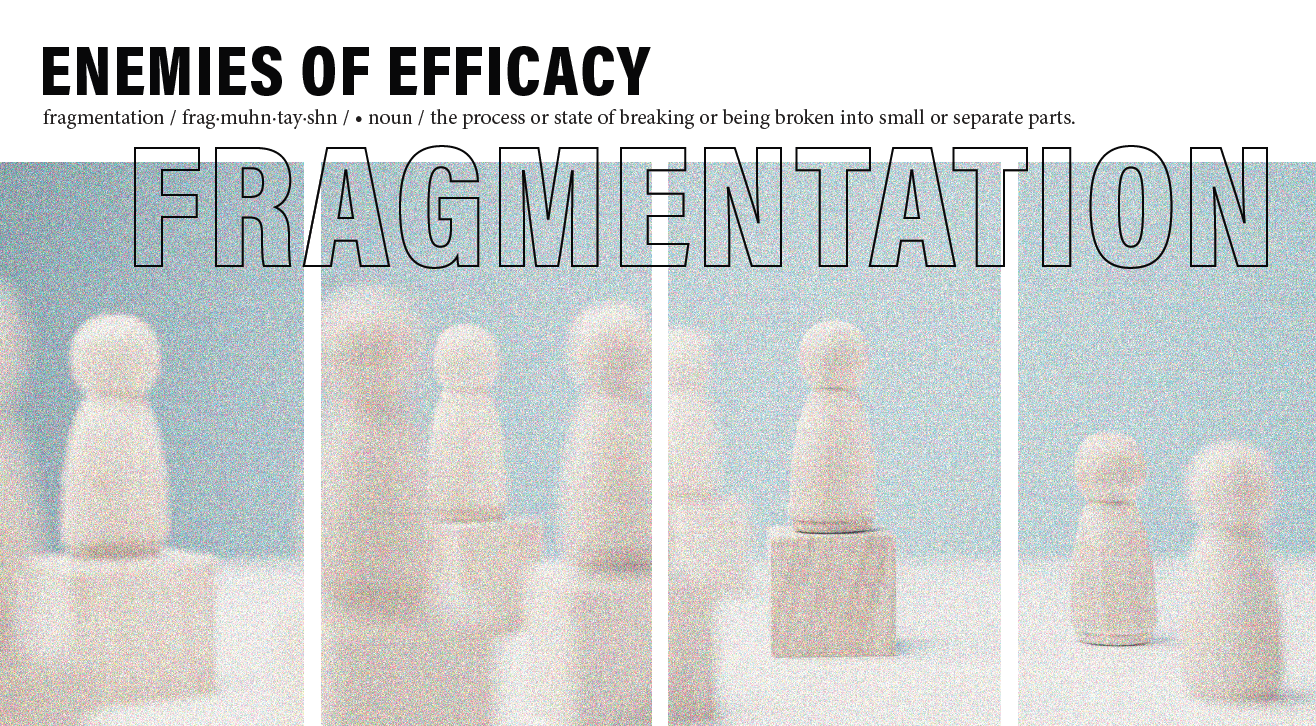 ENEMIES OF EFFICACY
fragmentation / frag·muhn·tay·shn / • noun / the process or state of breaking or being broken into small or separate parts.
FRAGMENTATION